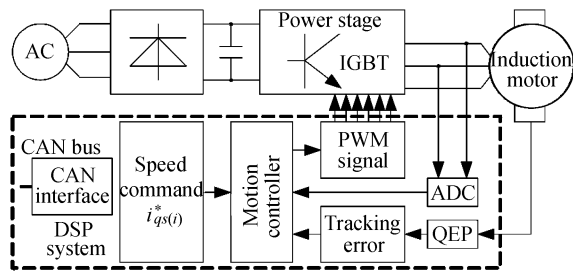 AC
Power stage
IGBT
Induction
motor
CAN bus
CAN
interface
DSP
system
Speed
command
i*qs(i)
Motion
controller
PWM
signal
ADC
Tracking
error
QEP